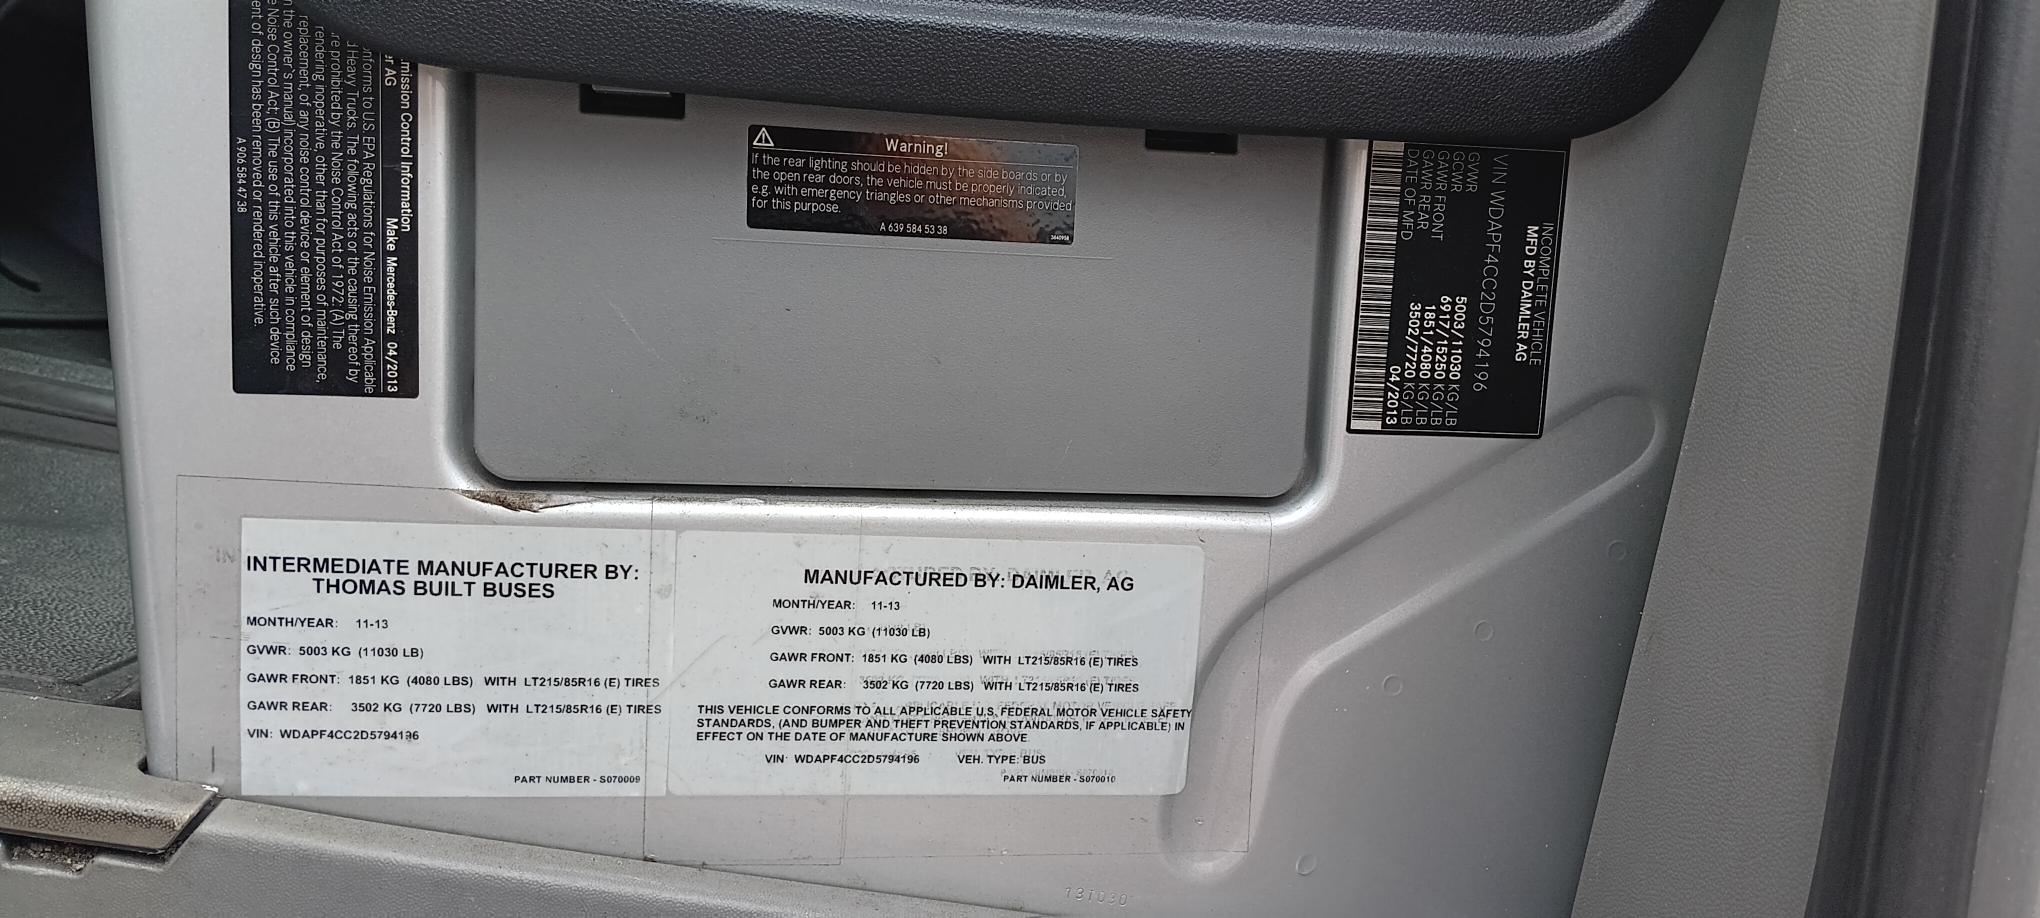 mission Control Information
er AG
Make Mercedes-Benz 04/2013
onforms to U.S. EPA Regulations for Noise Emission Applicable
d Heavy Trucks. The following acts or the causing thereof by
re prohibited by the Noise Control Act of 1972: (A) The
rendering inoperative, other than for purposes of maintenance,
replacement, of any noise control device or element of design
n the owner's manual) incorporated into this vehicle in compliance
e Noise Control Act; (B) The use of this vehicle after such device
ent of design has been removed or rendered inoperative.
A 906 584 47 38
Warning!
If the rear lighting should be hidden by the side boards or by
the open rear doors, the vehicle must be properly indicated,
e.g. with emergency triangles or other mechanisms provided
for this purpose.
A 639 584 53 38
INCOMPLETE VEHICLE
MFD BY DAIMLER AG
VIN WDAPF4CC2D5794196
GVWR 5003/11030 KG/LB
GCWR 6917/15250 KG/LB
GAWR FRONT 1851/4080 KG/LB
GAWR REAR 3502/7720 KG/LB
DATE OF MFD 04/2013
INTERMEDIATE MANUFACTURER BY:
THOMAS BUILT BUSES
MONTH/YEAR: 11-13
GVWR: 5003 KG (11030 LB)
GAWR FRONT: 1851 KG (4080 LBS) WITH LT215/85R16 (E) TIRES
GAWR REAR: 3502 KG (7720 LBS) WITH LT215/85R16 (E) TIRES
VIN: WDAPF4CC2D5794196
PART NUMBER - S070009
MANUFACTURED BY: DAIMLER, AG
MONTH/YEAR: 11-13
GVWR: 5003 KG (11030 LB)
GAWR FRONT: 1851 KG (4080 LBS) WITH LT215/85R16 (E) TIRES
GAWR REAR: 3502 KG (7720 LBS) WITH LT215/85R16 (E) TIRES
THIS VEHICLE CONFORMS TO ALL APPLICABLE U.S. FEDERAL MOTOR VEHICLE SAFETY
STANDARDS, (AND BUMPER AND THEFT PREVENTION STANDARDS, IF APPLICABLE) IN
EFFECT ON THE DATE OF MANUFACTURE SHOWN ABOVE
VIN: WDAPF4CC2D5794196 VEH. TYPE: BUS
PART NUMBER - S070010
131030